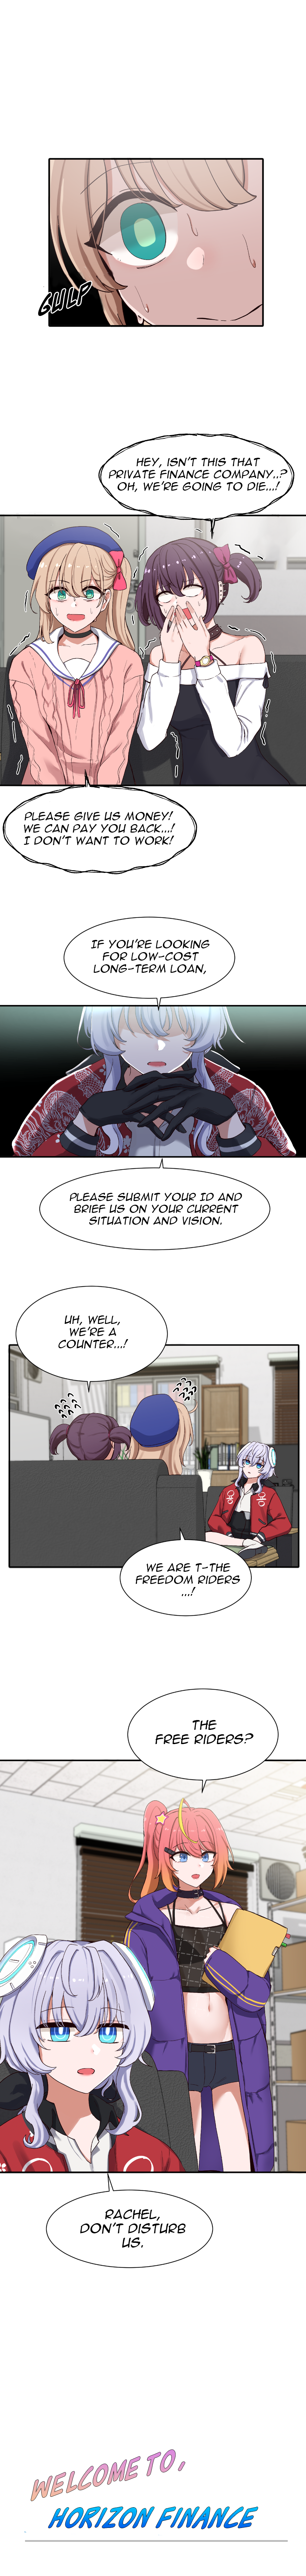 GULP
HEY, ISN'T THIS THAT
PRIVATE FINANCE COMPANY..?
OH, WE'RE GOING TO DIE...!
PLEASE GIVE US MONEY!
WE CAN PAY YOU BACK...!
I DON'T WANT TO WORK!
IF YOU'RE LOOKING
FOR LOW-COST
LONG-TERM LOAN,
PLEASE SUBMIT YOUR ID AND
BRIEF US ON YOUR CURRENT
SITUATION AND VISION.
UH, WELL,
WE'RE A
COUNTER...!
WE ARE T-THE
FREEDOM RIDERS
...!
THE
FREE RIDERS?
RACHEL,
DON'T DISTURB
US.
WELCOME TO,
HORIZON FINANCE